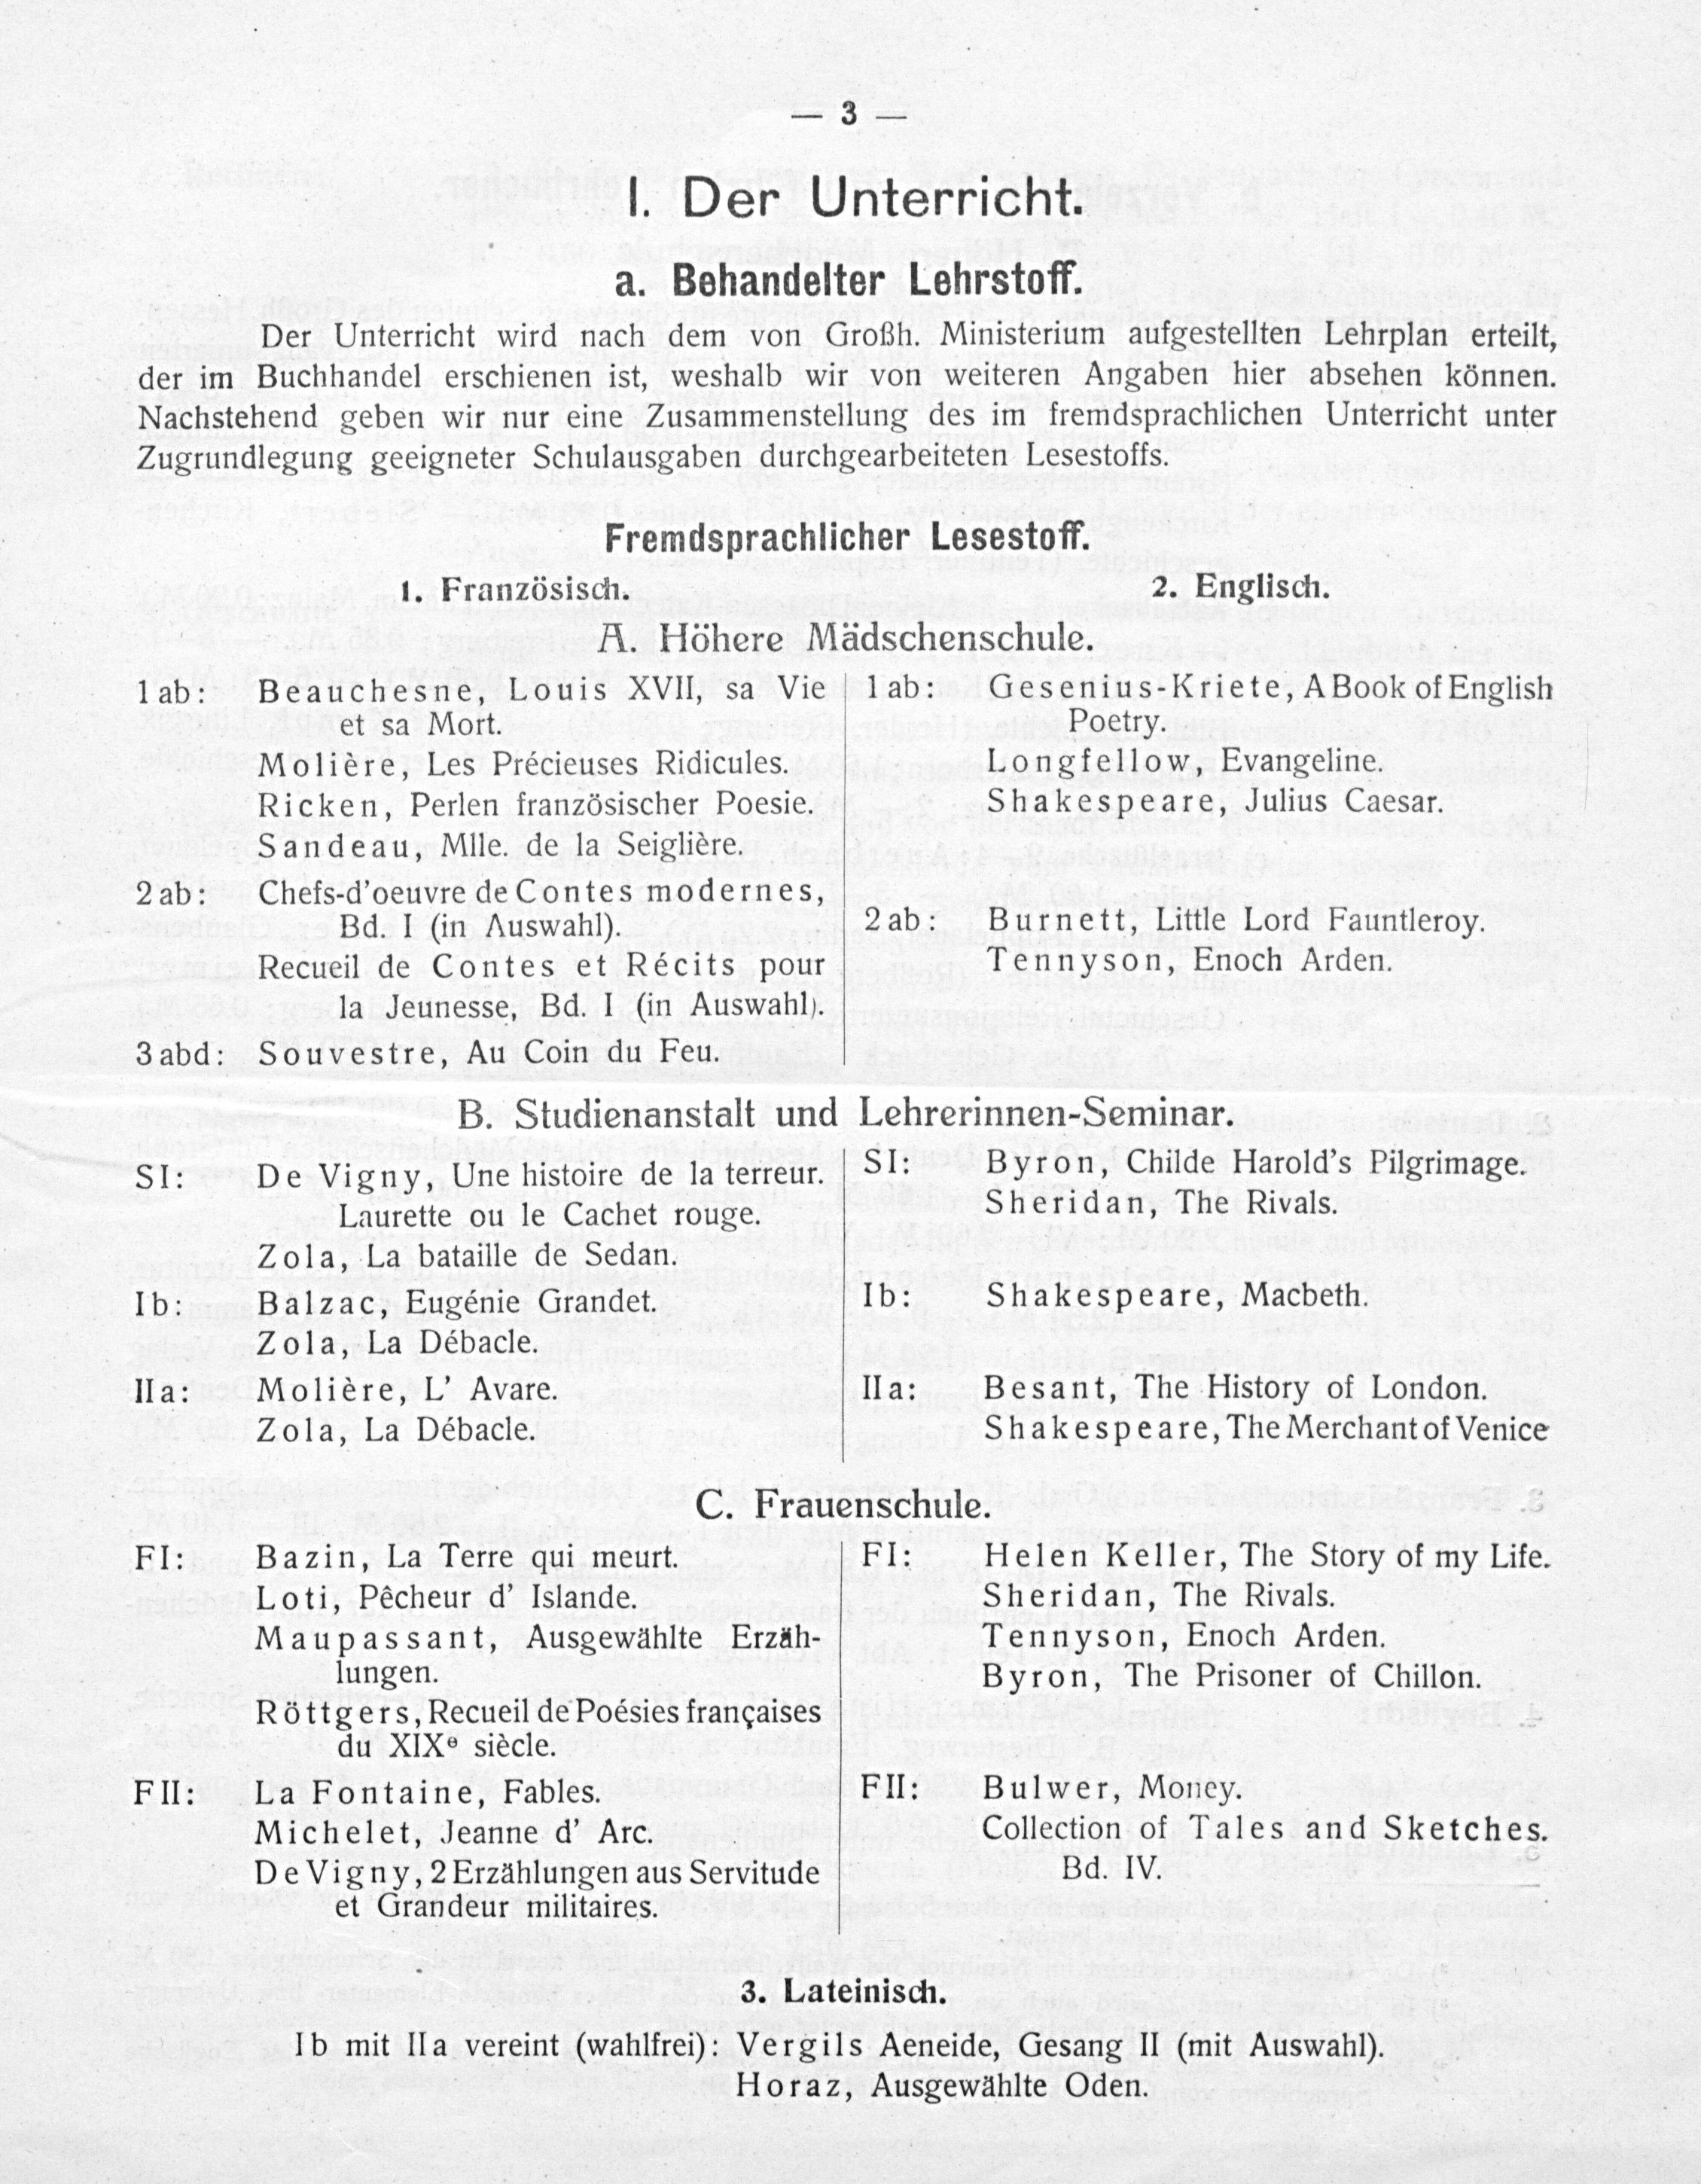 — 3 —
I. Der Unterricht.
a. Behandelter Lehrstoff.
Der Unterricht wird nach dem von Großh. Ministerium aufgestellten Lehrplan erteilt,
der im Buchhandel erschienen ist, weshalb wir von weiteren Angaben hier absehen können.
Nachstehend geben wir nur eine Zusammenstellung des im fremdsprachlichen Unterricht unter
Zugrundlegung geeigneter Schulausgaben durchgearbeiteten Lesestoffs.
Fremdsprachlicher Lesestoff.
1. Französisch.
2. Englisch.
A. Höhere Mädschenschule.
1ab: Beauchesne, Louis XVII, sa Vie
et sa Mort.
Molière, Les Précieuses Ridicules.
Ricken, Perlen französischer Poesie.
Sandeau, Mlle. de la Seiglière.
2ab: Chefs-d'oeuvre de Contes modernes,
Bd. I (in Auswahl).
Recueil de Contes et Récits pour
la Jeunesse, Bd. I (in Auswahl).
3abd: Souvestre, Au Coin du Feu.
1ab: Gesenius-Kriete, A Book of English
Poetry.
Longfellow, Evangeline.
Shakespeare, Julius Caesar.
2ab: Burnett, Little Lord Fauntleroy.
Tennyson, Enoch Arden.
B. Studienanstalt und Lehrerinnen-Seminar.
SI: De Vigny, Une histoire de la terreur.
Laurette ou le Cachet rouge.
Zola, La bataille de Sedan.
Ib: Balzac, Eugénie Grandet.
Zola, La Débacle.
IIa: Molière, L' Avare.
Zola, La Débacle.
SI: Byron, Childe Harold's Pilgrimage.
Sheridan, The Rivals.
Ib: Shakespeare, Macbeth.
IIa: Besant, The History of London.
Shakespeare, The Merchant of Venice
C. Frauenschule.
FI: Bazin, La Terre qui meurt.
Loti, Pêcheur d' Islande.
Maupassant, Ausgewählte Erzäh-
lungen.
Röttgers, Recueil de Poésies françaises
du XIXe siècle.
FII: La Fontaine, Fables.
Michelet, Jeanne d' Arc.
De Vigny, 2 Erzählungen aus Servitude
et Grandeur militaires.
FI: Helen Keller, The Story of my Life.
Sheridan, The Rivals.
Tennyson, Enoch Arden.
Byron, The Prisoner of Chillon.
FII: Bulwer, Money.
Collection of Tales and Sketches.
Bd. IV.
3. Lateinisch.
Ib mit IIa vereint (wahlfrei): Vergils Aeneide, Gesang II (mit Auswahl).
Horaz, Ausgewählte Oden.